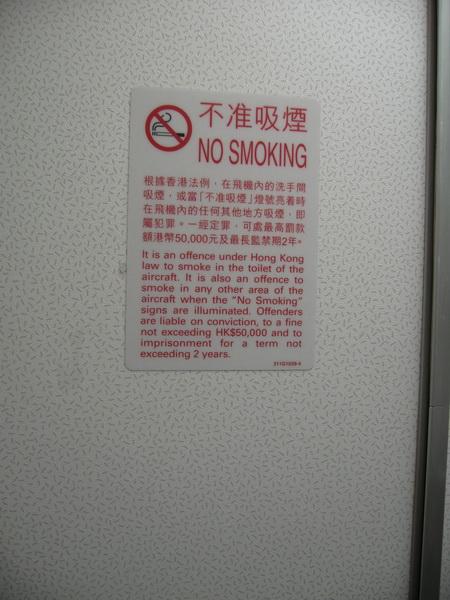 不准吸煙
NO SMOKING
根據香港法例，在飛機內的洗手間
吸煙，或當「不准吸煙」燈號亮着時
在飛機內的任何其他地方吸煙，即
屬犯罪。一經定罪，可處最高罰款
額港幣50,000元及最長監禁期2年。
It is an offence under Hong Kong
law to smoke in the toilet of the
aircraft. It is also an offence to
smoke in any other area of the
aircraft when the "No Smoking"
signs are illuminated. Offenders
are liable on conviction, to a fine
not exceeding HK$50,000 and to
imprisonment for a term not
exceeding 2 years.